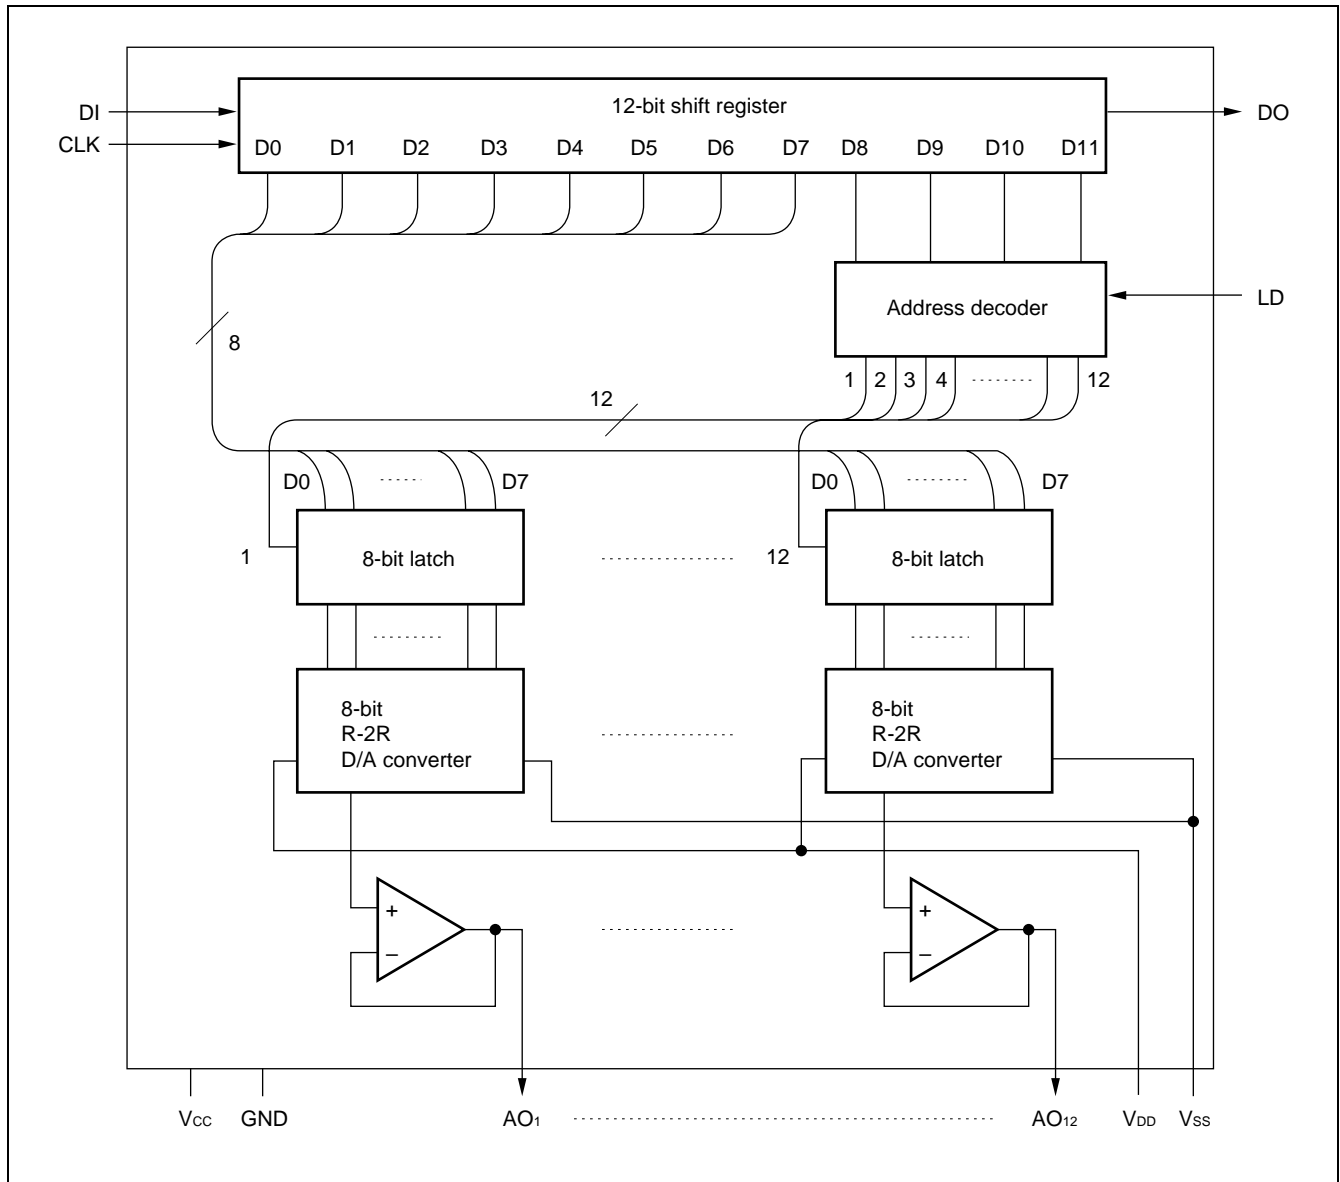 12-bit shift register
DI
DO
CLK
D0 D1 D2 D3 D4 D5 D6 D7 D8 D9 D10 D11
Address decoder
LD
8
1 2 3 4 12
12
D0 D7 D0 D7
1 8-bit latch 12 8-bit latch
8-bit
R-2R
D/A converter
8-bit
R-2R
D/A converter
+ +
– –
VCC GND AO1 AO12 VDD VSS